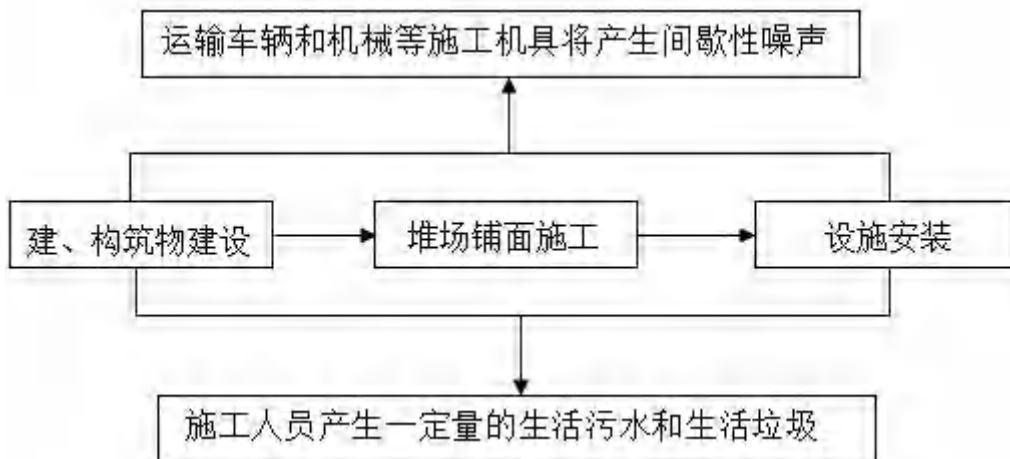 运输车辆和机械等施工机具将产生间歇性噪声
建、构筑物建设
堆场铺面施工
设施安装
施工人员产生一定量的生活污水和生活垃圾